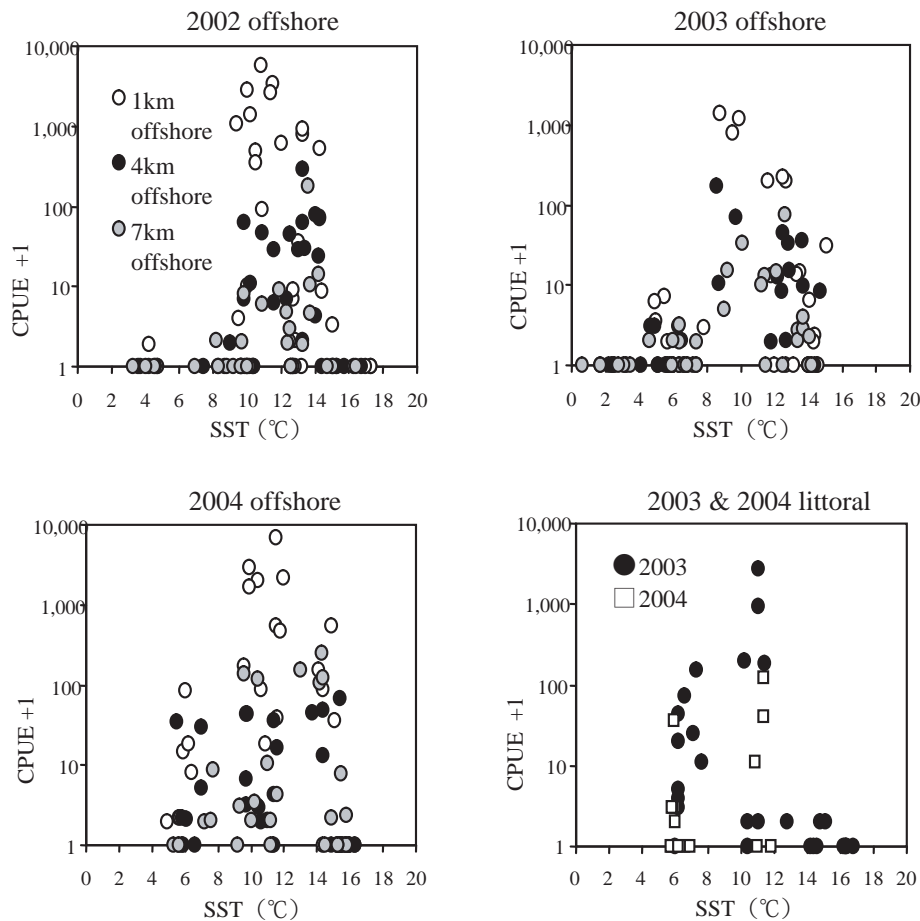 2002 offshore
10,000
1,000
100
10
1
1km
offshore
4km
offshore
7km
offshore
CPUE +1
0 2 4 6 8 10 12 14 16 18 20
SST (℃)
2003 offshore
10,000
1,000
100
10
1
CPUE +1
0 2 4 6 8 10 12 14 16 18 20
SST (℃)
2004 offshore
10,000
1,000
100
10
1
CPUE +1
0 2 4 6 8 10 12 14 16 18 20
SST (℃)
2003 & 2004 littoral
10,000
1,000
100
10
1
2003
2004
CPUE +1
0 2 4 6 8 10 12 14 16 18 20
SST (℃)